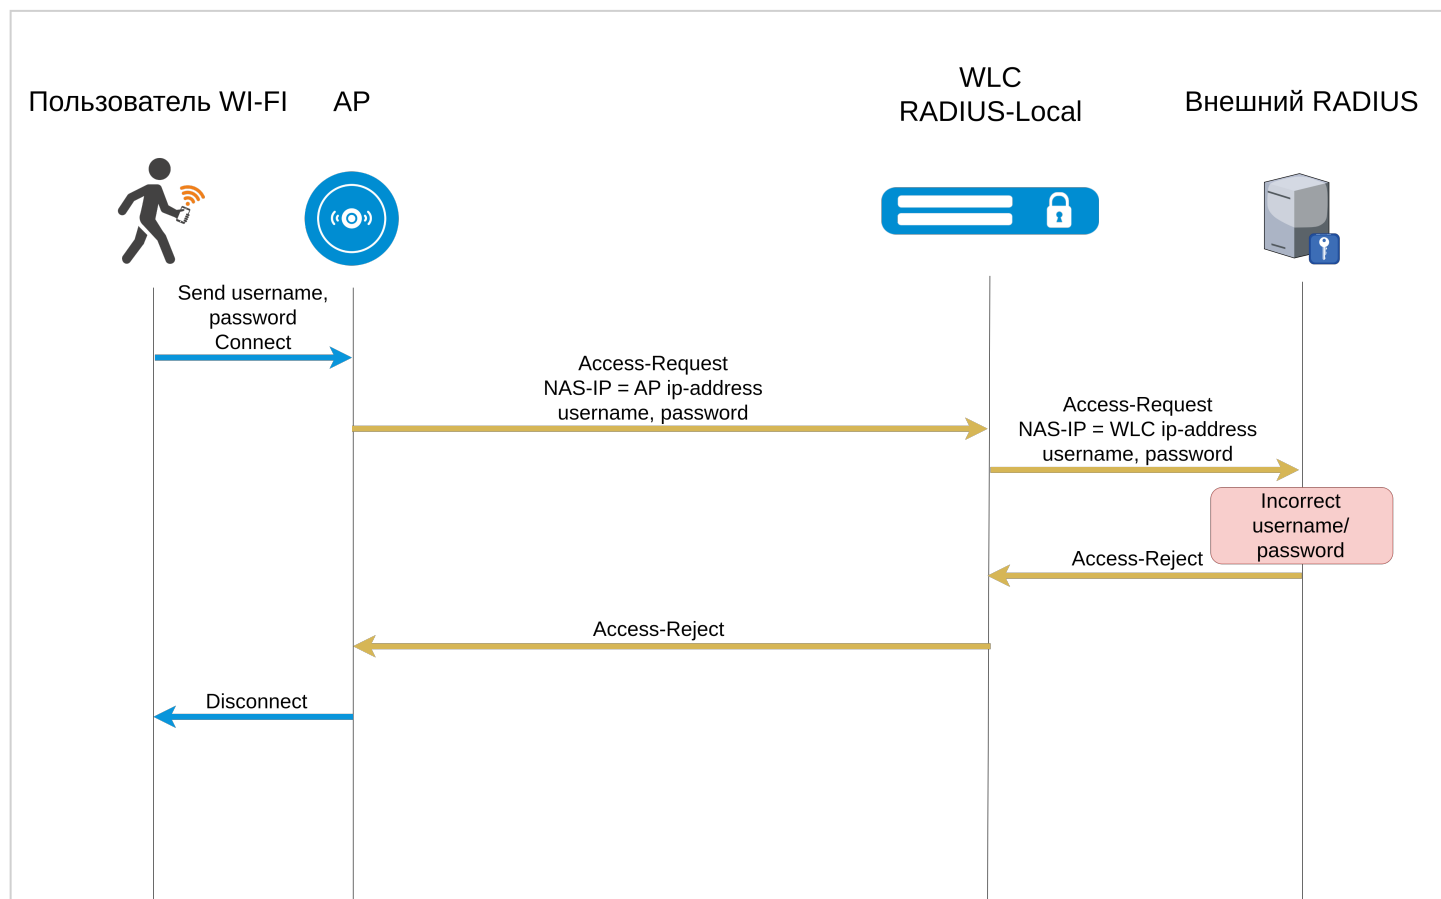 Пользователь WI-FI
AP
WLC
RADIUS-Local
Внешний RADIUS
Send username,
password
Connect
Access-Request
NAS-IP = AP ip-address
username, password
Access-Request
NAS-IP = WLC ip-address
username, password
Incorrect
username/
password
Access-Reject
Access-Reject
Disconnect